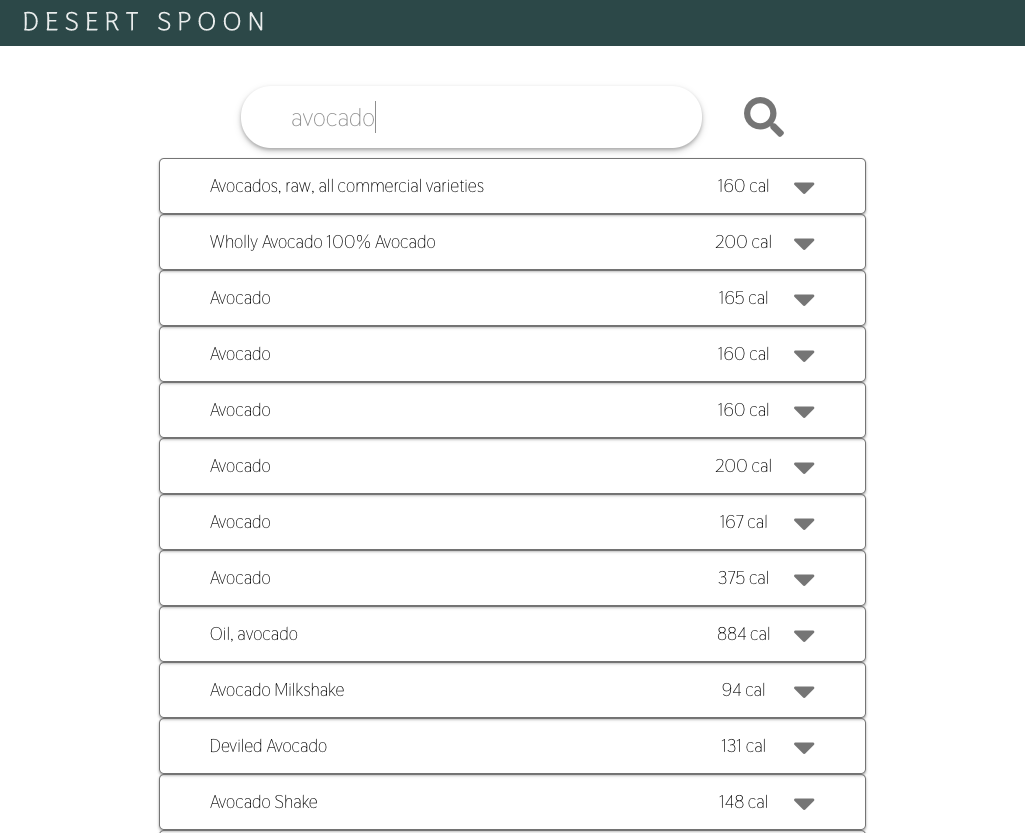 DESERT SPOON
avocado
Avocados, raw, all commercial varieties 160 cal
Wholly Avocado 100% Avocado 200 cal
Avocado 165 cal
Avocado 160 cal
Avocado 160 cal
Avocado 200 cal
Avocado 167 cal
Avocado 375 cal
Oil, avocado 884 cal
Avocado Milkshake 94 cal
Deviled Avocado 131 cal
Avocado Shake 148 cal